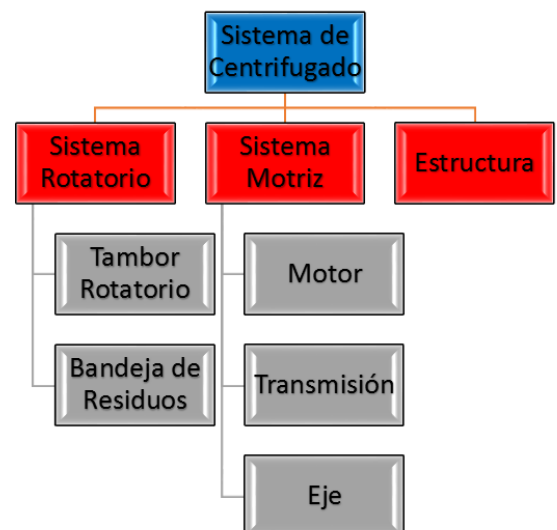 Sistema de
Centrifugado
Sistema
Rotatorio
Tambor
Rotatorio
Bandeja de
Residuos
Sistema
Motriz
Motor
Transmisión
Eje
Estructura